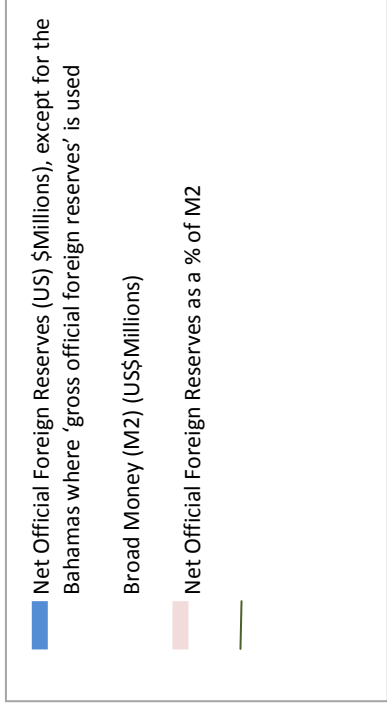 Net Official Foreign Reserves (US) $Millions), except for the
Bahamas where ‘gross official foreign reserves’ is used
Broad Money (M2) (US$Millions)
Net Official Foreign Reserves as a % of M2